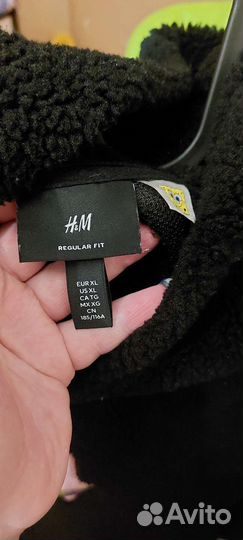 H&M
REGULAR FIT
EUR XL
US XL
CA TG
MX XG
CN
185/116A
Avito